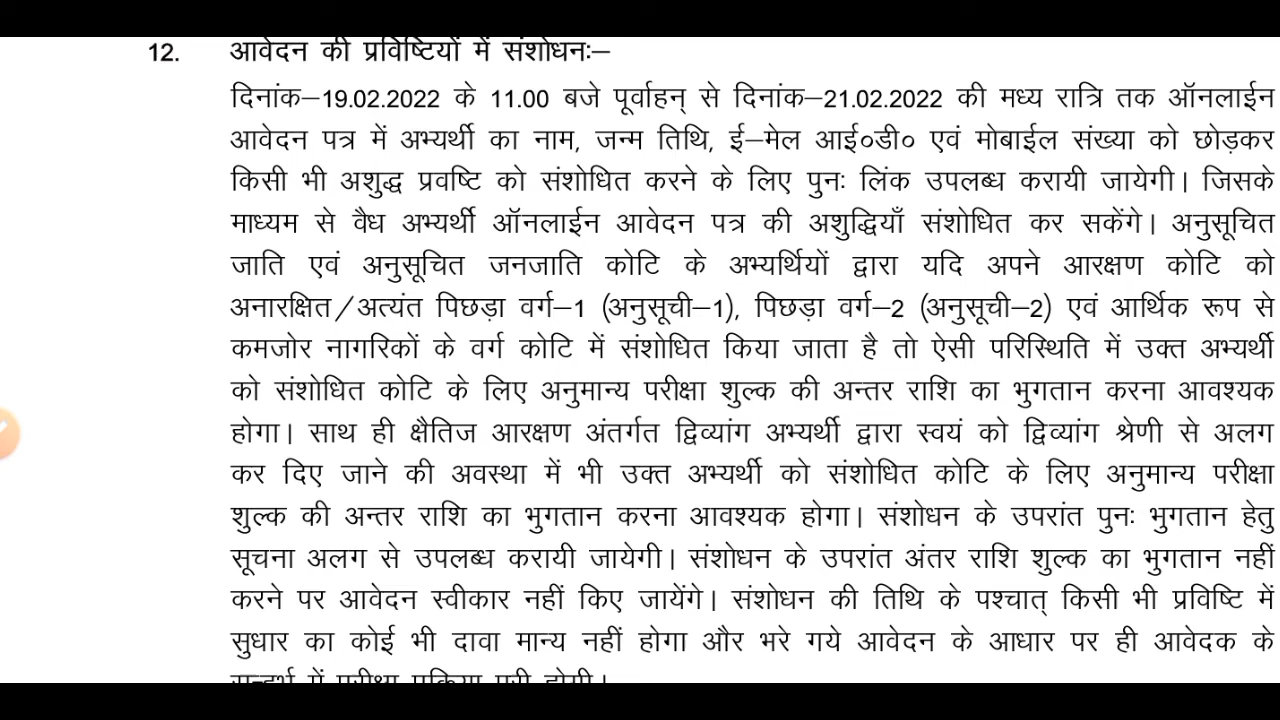 12. आवेदन की प्रविष्टियों में संशोधनः–
दिनांक–19.02.2022 के 11.00 बजे पूर्वाहन् से दिनांक–21.02.2022 की मध्य रात्रि तक ऑनलाईन
आवेदन पत्र में अभ्यर्थी का नाम, जन्म तिथि, ई–मेल आई०डी० एवं मोबाईल संख्या को छोड़कर
किसी भी अशुद्ध प्रवष्टि को संशोधित करने के लिए पुनः लिंक उपलब्ध करायी जायेगी। जिसके
माध्यम से वैध अभ्यर्थी ऑनलाईन आवेदन पत्र की अशुद्धियाँ संशोधित कर सकेंगे। अनुसूचित
जाति एवं अनुसूचित जनजाति कोटि के अभ्यर्थियों द्वारा यदि अपने आरक्षण कोटि को
अनारक्षित/अत्यंत पिछड़ा वर्ग–1 (अनुसूची–1), पिछड़ा वर्ग–2 (अनुसूची–2) एवं आर्थिक रूप से
कमजोर नागरिकों के वर्ग कोटि में संशोधित किया जाता है तो ऐसी परिस्थिति में उक्त अभ्यर्थी
को संशोधित कोटि के लिए अनुमान्य परीक्षा शुल्क की अन्तर राशि का भुगतान करना आवश्यक
होगा। साथ ही क्षैतिज आरक्षण अंतर्गत द्विव्यांग अभ्यर्थी द्वारा स्वयं को द्विव्यांग श्रेणी से अलग
कर दिए जाने की अवस्था में भी उक्त अभ्यर्थी को संशोधित कोटि के लिए अनुमान्य परीक्षा
शुल्क की अन्तर राशि का भुगतान करना आवश्यक होगा। संशोधन के उपरांत पुनः भुगतान हेतु
सूचना अलग से उपलब्ध करायी जायेगी। संशोधन के उपरांत अंतर राशि शुल्क का भुगतान नहीं
करने पर आवेदन स्वीकार नहीं किए जायेंगे। संशोधन की तिथि के पश्चात् किसी भी प्रविष्टि में
सुधार का कोई भी दावा मान्य नहीं होगा और भरे गये आवेदन के आधार पर ही आवेदक के
सन्दर्भ में परीक्षा प्रक्रिया पूरी होगी।